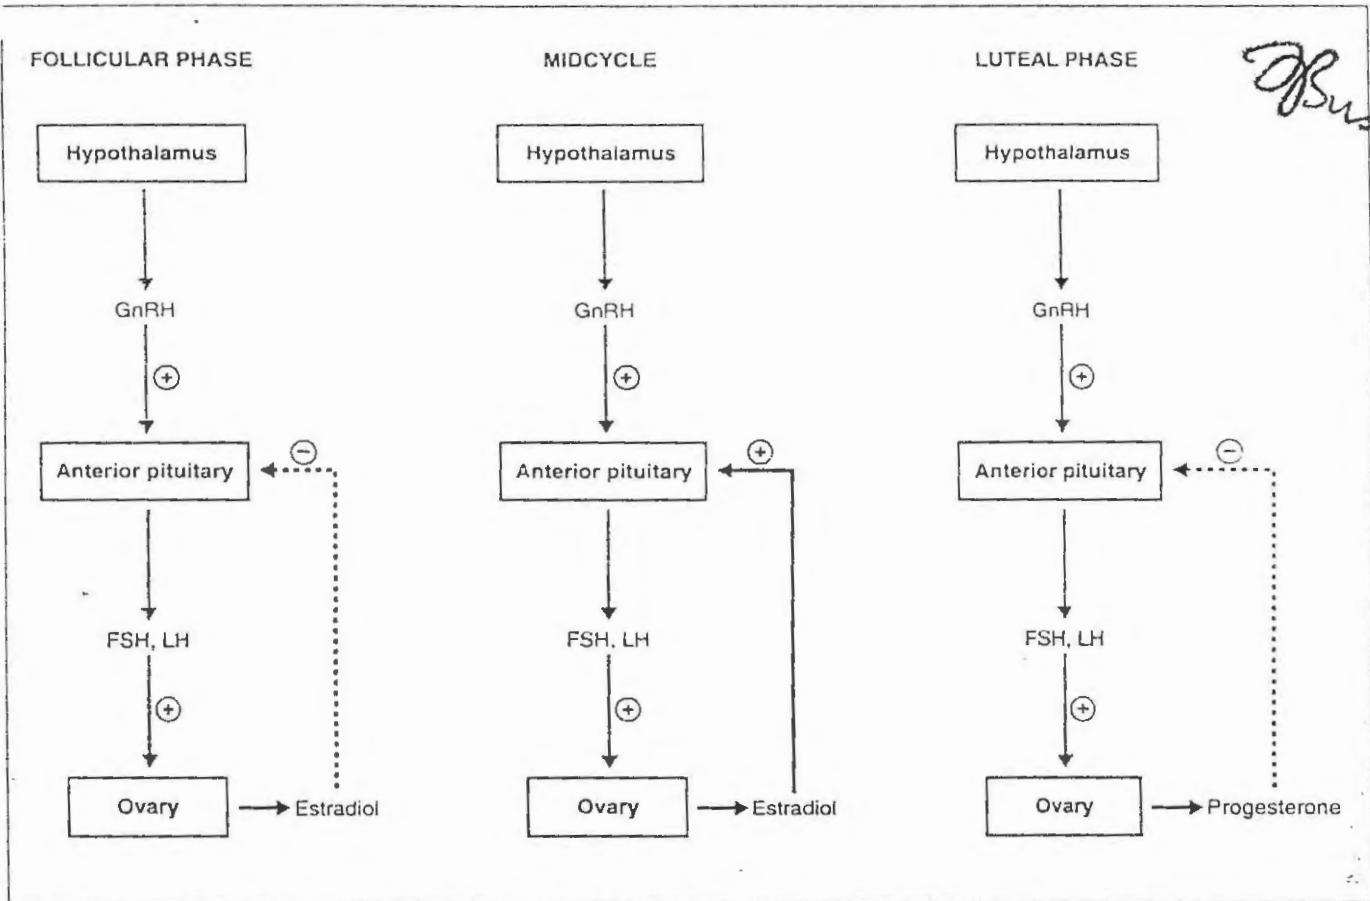 FOLLICULAR PHASE
Hypothalamus
GnRH
+
Anterior pituitary
−
FSH, LH
+
Ovary
Estradiol
MIDCYCLE
Hypothalamus
GnRH
+
Anterior pituitary
+
FSH, LH
+
Ovary
Estradiol
LUTEAL PHASE
Hypothalamus
GnRH
+
Anterior pituitary
−
FSH, LH
+
Ovary
Progesterone